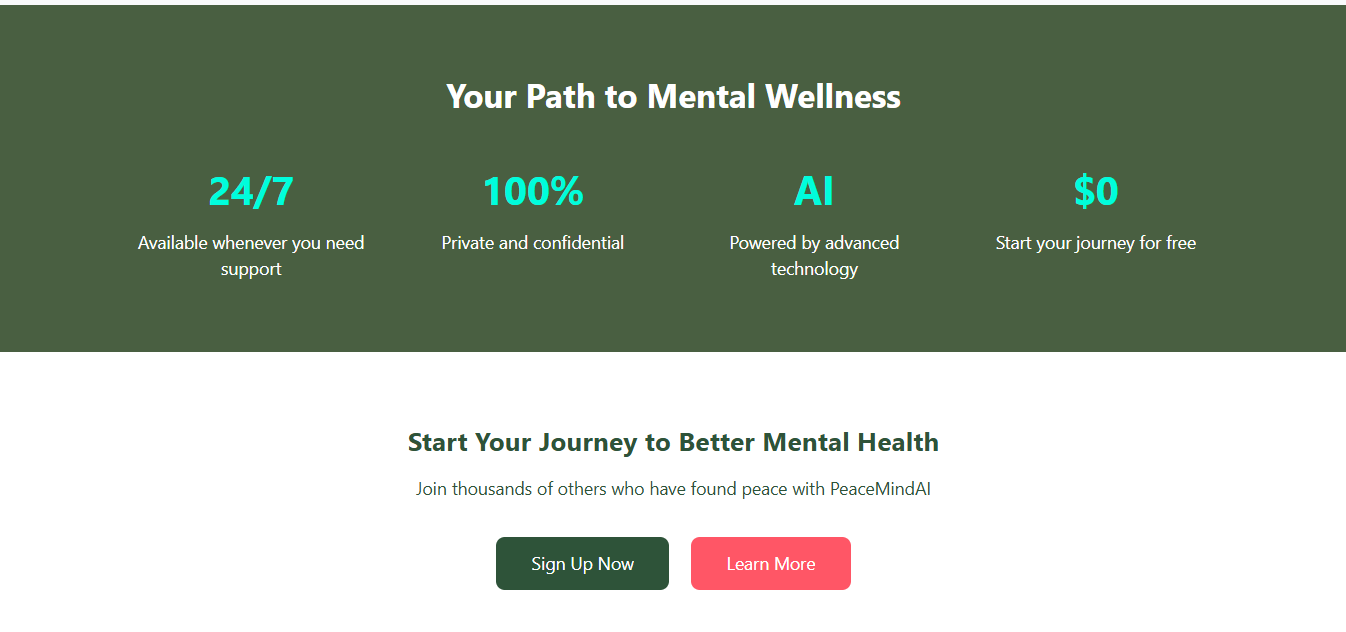 Your Path to Mental Wellness
24/7
100%
AI
$0
Available whenever you need
support
Private and confidential
Powered by advanced
technology
Start your journey for free
Start Your Journey to Better Mental Health
Join thousands of others who have found peace with PeaceMindAI
Sign Up Now
Learn More